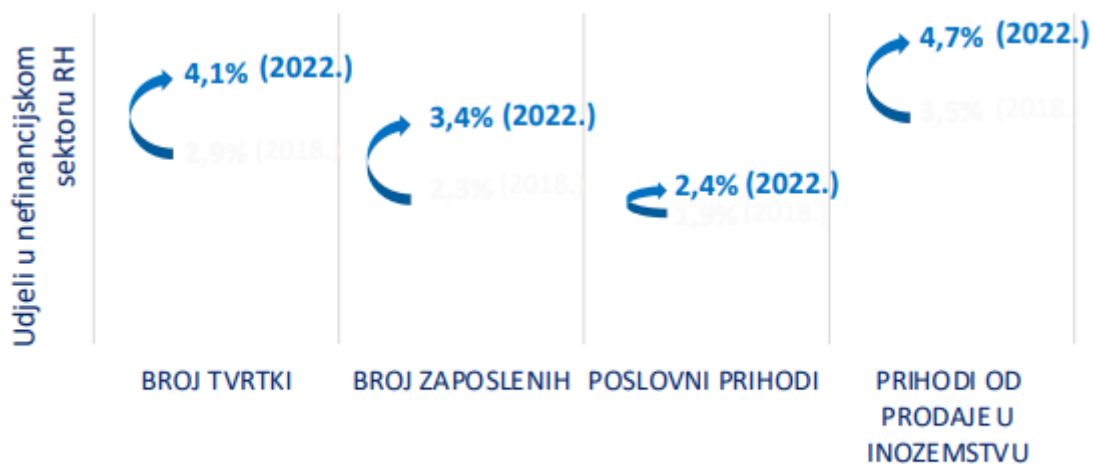 Udjeli u nefinancijskom
sektoru RH
4,1% (2022.)
2,9% (2018.)
3,4% (2022.)
2,3% (2018.)
2,4% (2022.)
1,9% (2018.)
4,7% (2022.)
3,5% (2018.)
BROJ TVRTKI
BROJ ZAPOSLENIH
POSLOVNI PRIHODI
PRIHODI OD
PRODAJE U
INOZEMSTVU